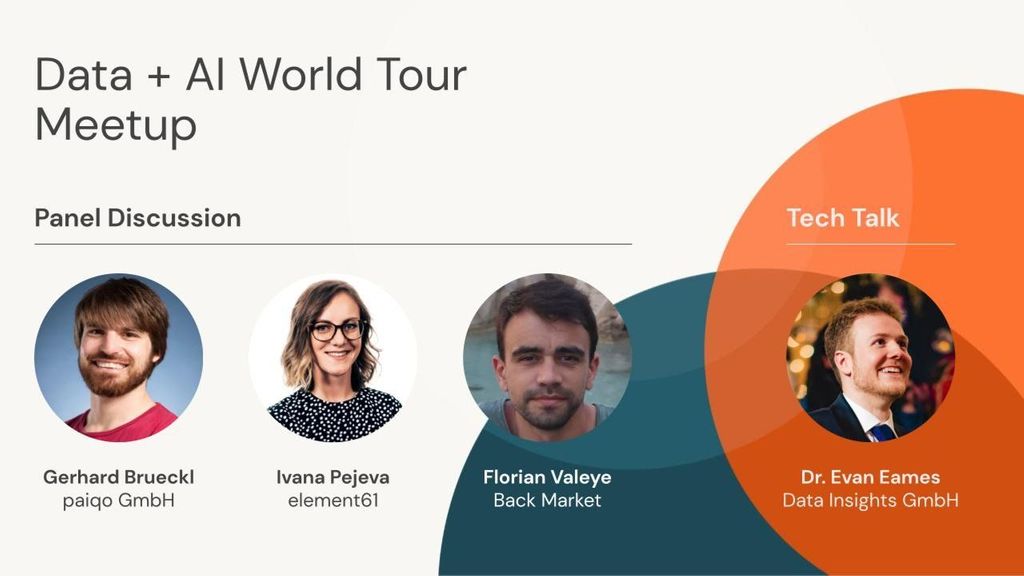 Data + AI World Tour
Meetup
Panel Discussion
Tech Talk
Gerhard Brueckl
paiqo GmbH
Ivana Pejeva
element61
Florian Valeye
Back Market
Dr. Evan Eames
Data Insights GmbH